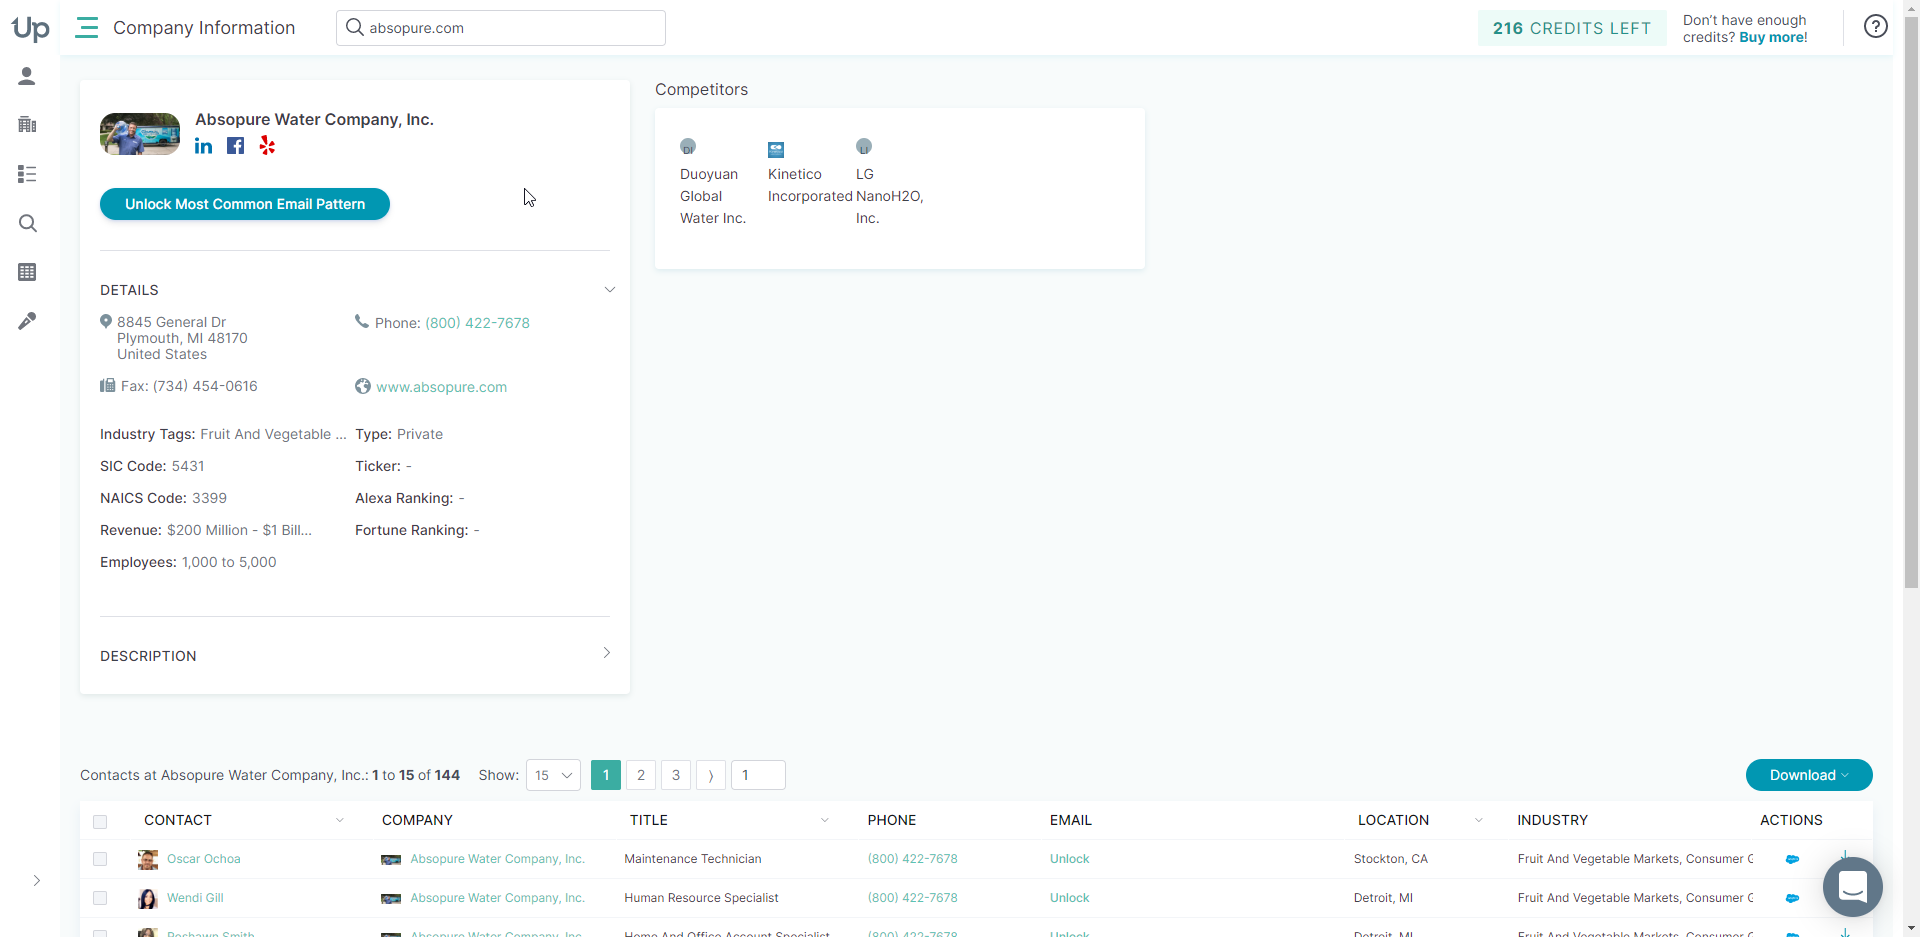 Up
Company Information
absopure.com
216 CREDITS LEFT
Don't have enough
credits? Buy more!
Absopure Water Company, Inc.
Unlock Most Common Email Pattern
DETAILS
8845 General Dr
Plymouth, MI 48170
United States
Phone: (800) 422-7678
Fax: (734) 454-0616
www.absopure.com
Industry Tags: Fruit And Vegetable ...
Type: Private
SIC Code: 5431
Ticker: -
NAICS Code: 3399
Alexa Ranking: -
Revenue: $200 Million - $1 Bill...
Fortune Ranking: -
Employees: 1,000 to 5,000
DESCRIPTION
Competitors
DI
Duoyuan
Global
Water Inc.
Kinetico
Incorporated
LI
LG
NanoH2O,
Inc.
Contacts at Absopure Water Company, Inc.: 1 to 15 of 144 Show: 15 1 2 3 1
Download
CONTACT COMPANY TITLE PHONE EMAIL LOCATION INDUSTRY ACTIONS
Oscar Ochoa Absopure Water Company, Inc. Maintenance Technician (800) 422-7678 Unlock Stockton, CA Fruit And Vegetable Markets, Consumer G
Wendi Gill Absopure Water Company, Inc. Human Resource Specialist (800) 422-7678 Unlock Detroit, MI Fruit And Vegetable Markets, Consumer G
Roshawn Smith Absopure Water Company, Inc. Home And Office Account Specialist (800) 422-7678 Unlock Detroit, MI Fruit And Vegetable Markets, Consumer G